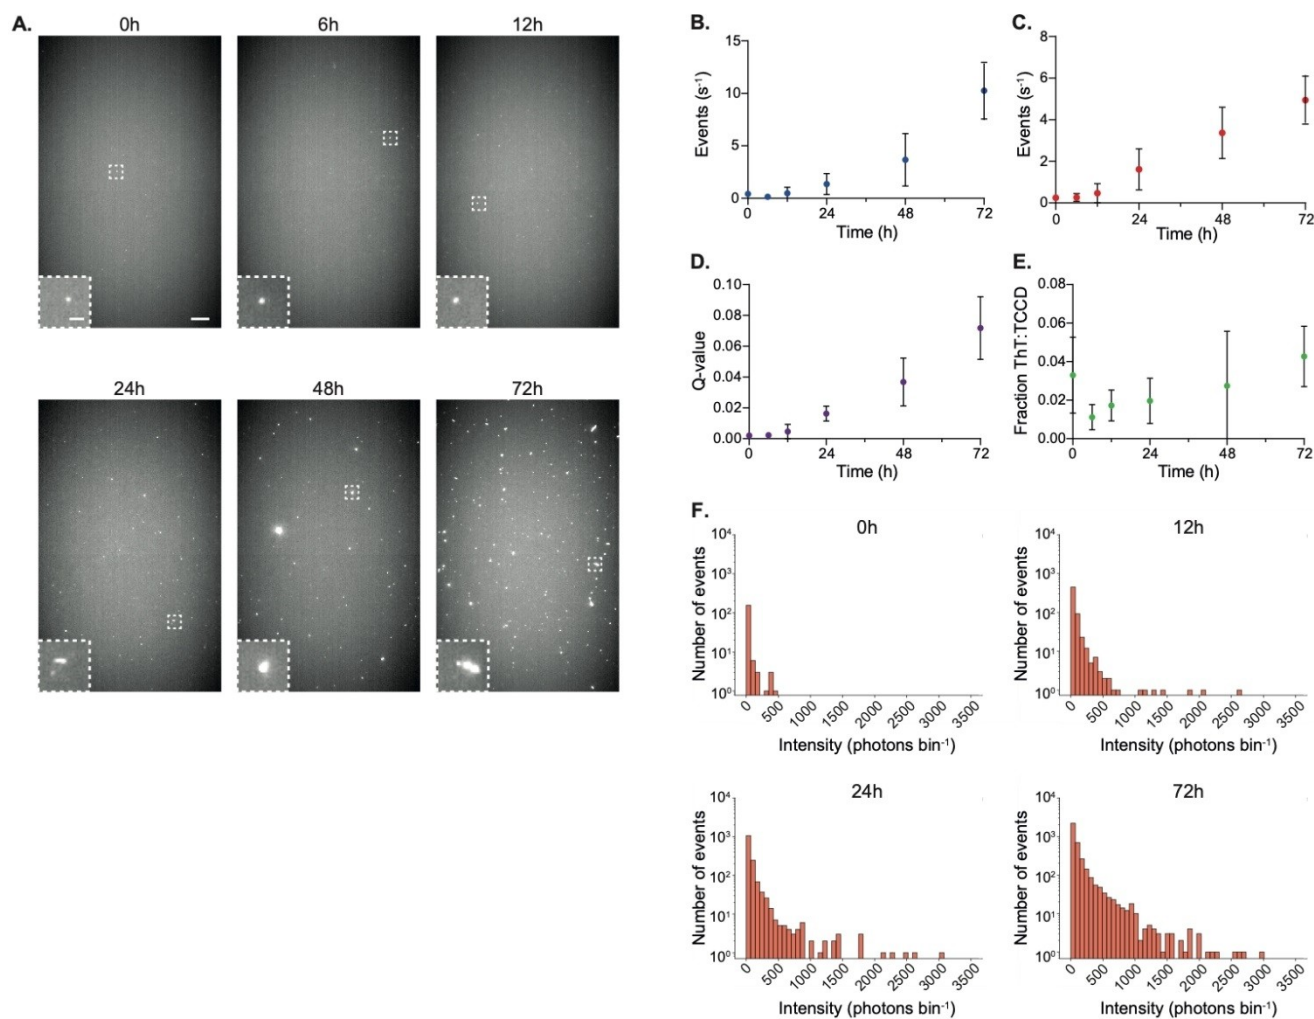 A.
0h 6h 12h
24h 48h 72h
B.
Events (s⁻¹)
15
10
5
0
0 24 48 72
Time (h)
C.
Events (s⁻¹)
8
6
4
2
0
0 24 48 72
Time (h)
D.
Q-value
0.10
0.08
0.06
0.04
0.02
0.00
0 24 48 72
Time (h)
E.
Fraction ThT:TCCD
0.08
0.06
0.04
0.02
0.00
0 24 48 72
Time (h)
F.
0h
Number of events
10⁴
10³
10²
10¹
10⁰
0 500 1000 1500 2000 2500 3000 3500
Intensity (photons bin⁻¹)
12h
Number of events
10⁴
10³
10²
10¹
10⁰
0 500 1000 1500 2000 2500 3000 3500
Intensity (photons bin⁻¹)
24h
Number of events
10⁴
10³
10²
10¹
10⁰
0 500 1000 1500 2000 2500 3000 3500
Intensity (photons bin⁻¹)
72h
Number of events
10⁴
10³
10²
10¹
10⁰
0 500 1000 1500 2000 2500 3000 3500
Intensity (photons bin⁻¹)